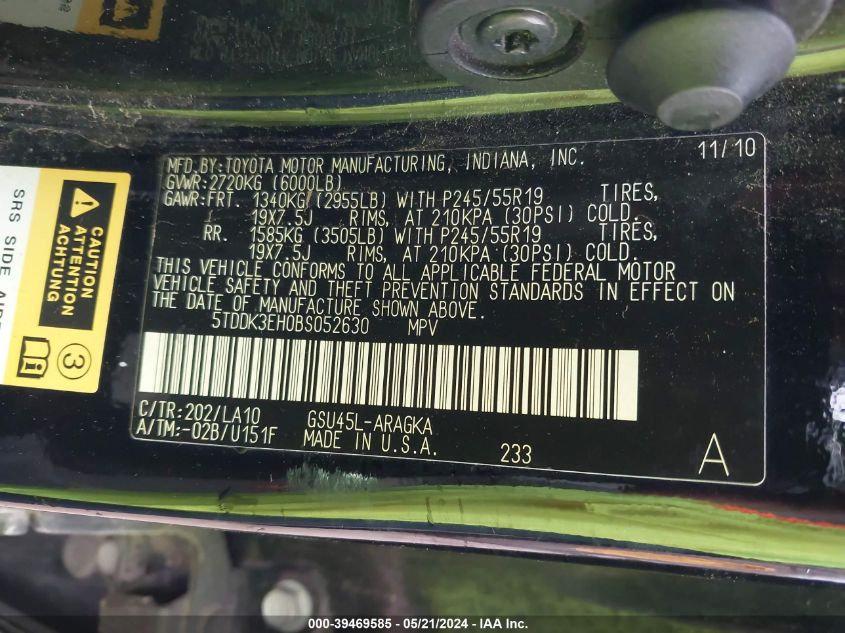 MFD.BY:TOYOTA MOTOR MANUFACTURING, INDIANA, INC. 11/10
GVWR:2720KG (6000LB)
GAWR:FRT. 1340KG (2955LB) WITH P245/55R19 TIRES,
19X7.5J RIMS, AT 210KPA (30PSI) COLD.
RR. 1585KG (3505LB) WITH P245/55R19 TIRES,
19X7.5J RIMS, AT 210KPA (30PSI) COLD.
THIS VEHICLE CONFORMS TO ALL APPLICABLE FEDERAL MOTOR
VEHICLE SAFETY AND THEFT PREVENTION STANDARDS IN EFFECT ON
THE DATE OF MANUFACTURE SHOWN ABOVE.
5TDDK3EH0BS052630 MPV
C/TR:202/LA10 GSU45L-ARAGKA
A/TM:-02B/U151F MADE IN U.S.A. 233 A
CAUTION
ATTENTION
ACHTUNG
SRS SIDE
3
000-39469585 - 05/21/2024 - IAA Inc.